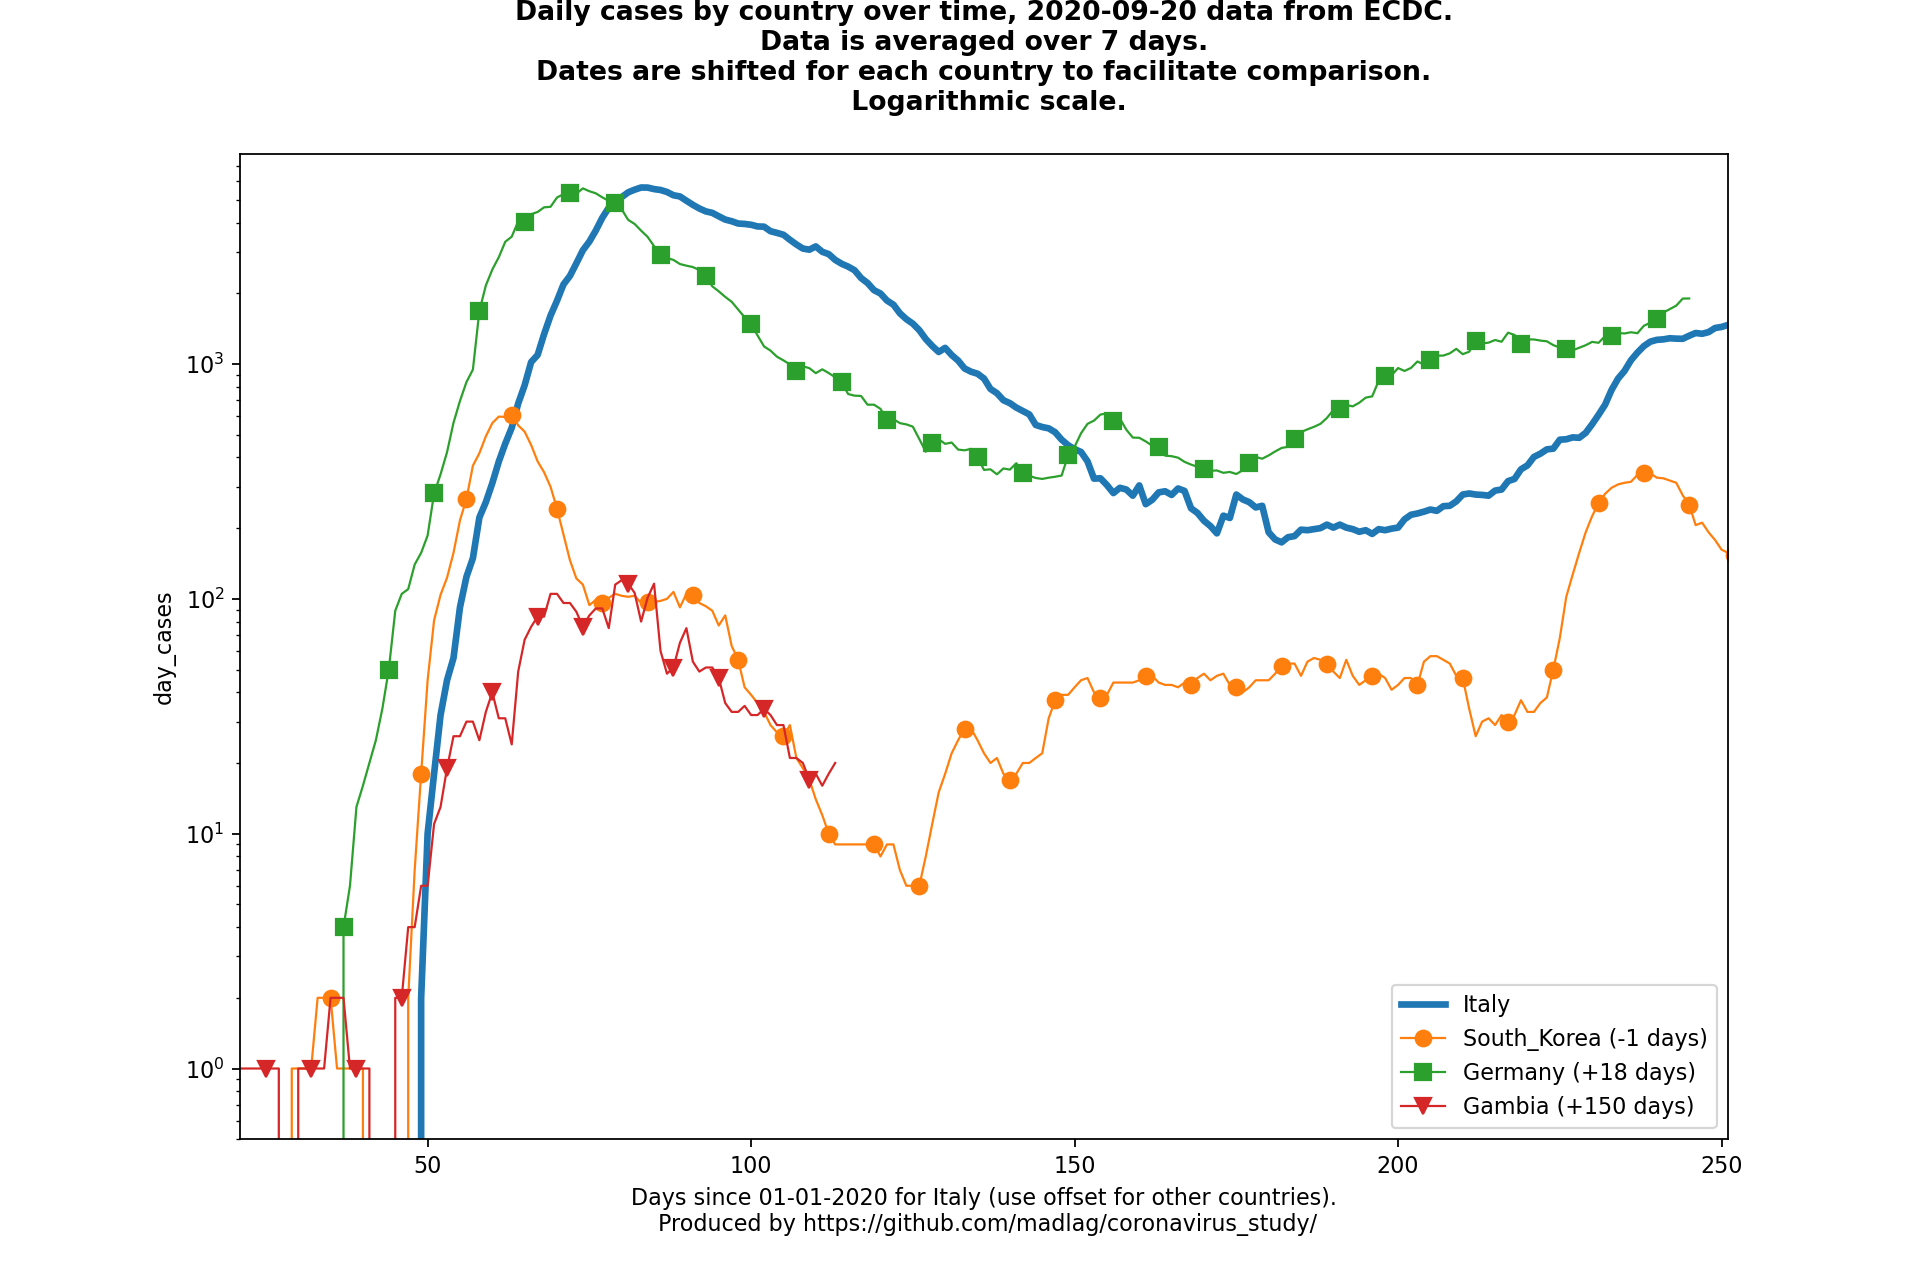 Daily cases by country over time, 2020-09-20 data from ECDC.
Data is averaged over 7 days.
Dates are shifted for each country to facilitate comparison.
Logarithmic scale.
10³
10²
10¹
10⁰
day_cases
50
100
150
200
250
Italy
South_Korea (-1 days)
Germany (+18 days)
Gambia (+150 days)
Days since 01-01-2020 for Italy (use offset for other countries).
Produced by https://github.com/madlag/coronavirus_study/